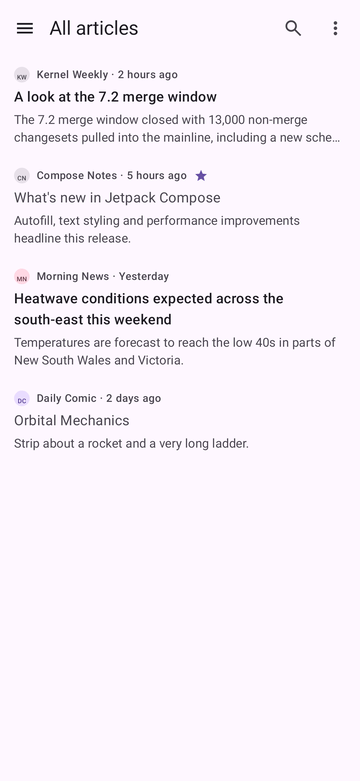 All articles
KW Kernel Weekly · 2 hours ago
A look at the 7.2 merge window
The 7.2 merge window closed with 13,000 non-merge
changesets pulled into the mainline, including a new sche…
CN Compose Notes · 5 hours ago
What's new in Jetpack Compose
Autofill, text styling and performance improvements
headline this release.
MN Morning News · Yesterday
Heatwave conditions expected across the
south-east this weekend
Temperatures are forecast to reach the low 40s in parts of
New South Wales and Victoria.
DC Daily Comic · 2 days ago
Orbital Mechanics
Strip about a rocket and a very long ladder.